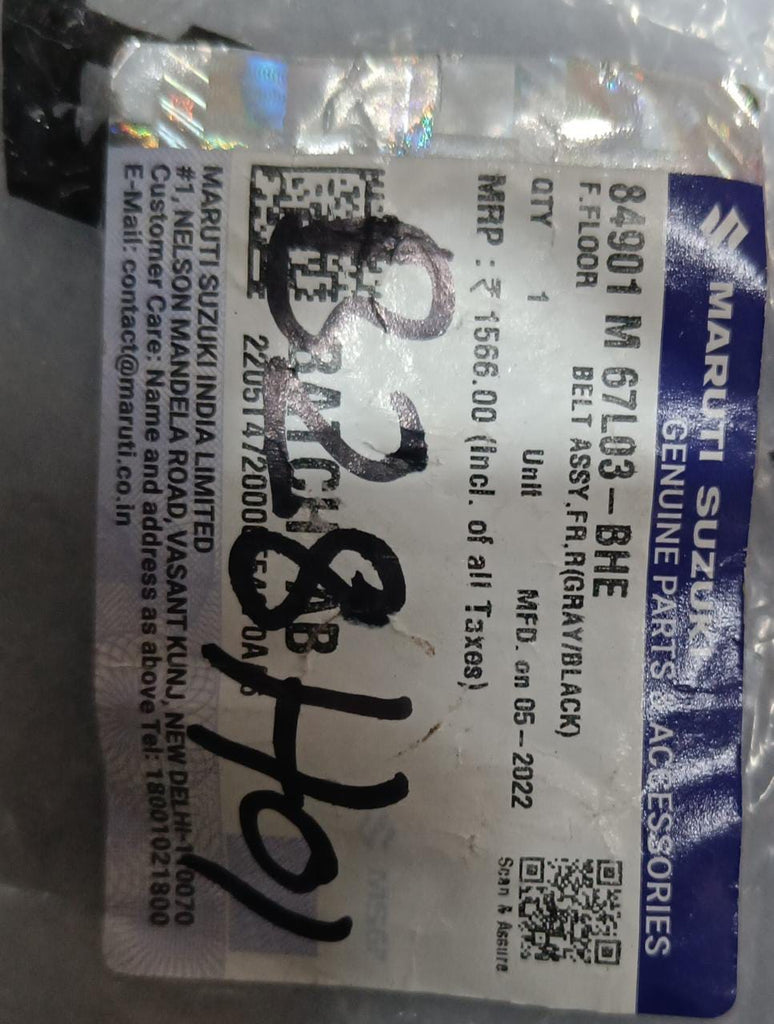 MARUTI SUZUKI
GENUINE PARTS & ACCESSORIES
84901 M 67L03-BHE
F.FLOOR BELT ASSY,FR,R(GRAY/BLACK)
QTY 1 Unit MFD. on 05-2022
MRP : ₹ 1566.00 (Incl. of all Taxes)
Scan & Assure
B28H01
MARUTI SUZUKI INDIA LIMITED
#1, NELSON MANDELA ROAD, VASANT KUNJ, NEW DELHI-110070
Customer Care: Name and address as above Tel: 18001021800
E-Mail: contact@maruti.co.in